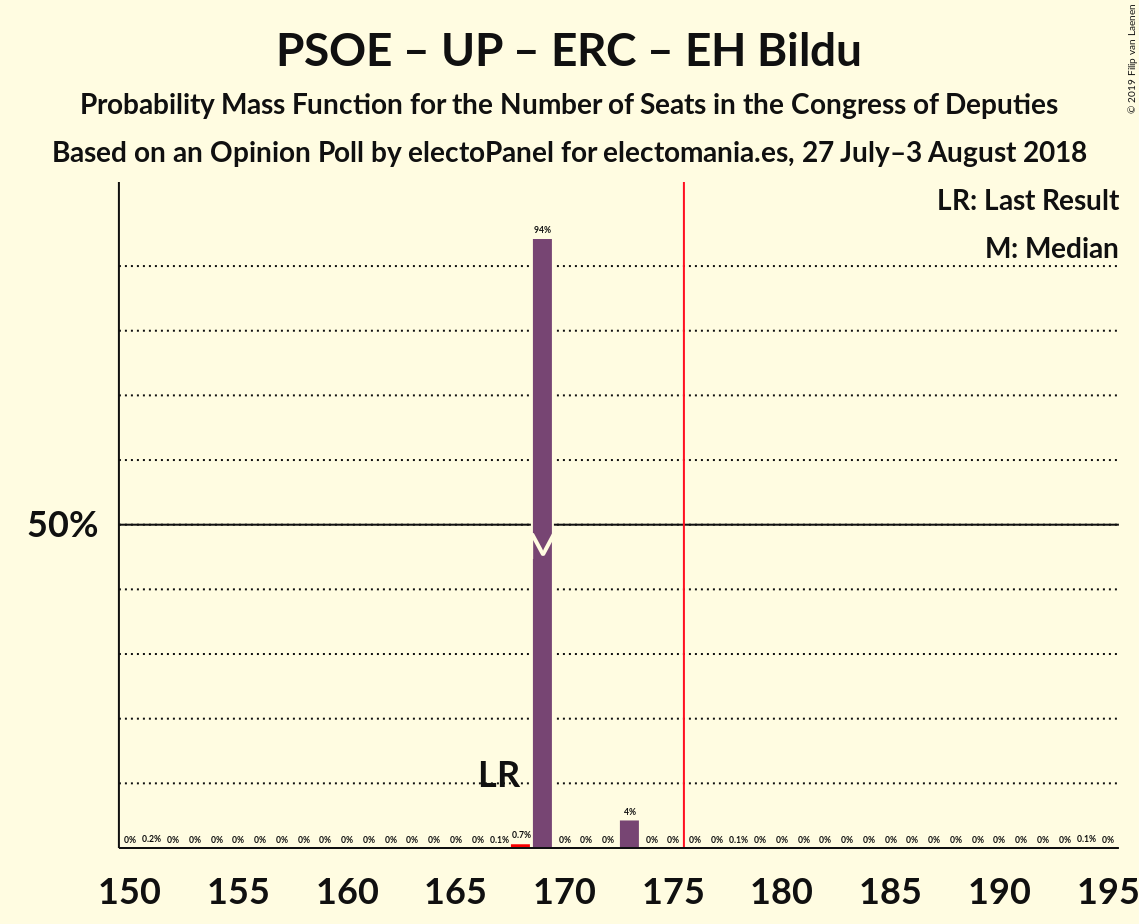 PSOE – UP – ERC – EH Bildu
Probability Mass Function for the Number of Seats in the Congress of Deputies
Based on an Opinion Poll by electoPanel for electomania.es, 27 July–3 August 2018
© 2019 Filip van Laenen
LR: Last Result
M: Median
94%
50%
LR
4%
0% 0.2% 0% 0% 0% 0% 0% 0% 0% 0% 0% 0% 0% 0% 0% 0% 0% 0.1% 0.7% 0% 0% 0% 0% 0% 0% 0% 0.1% 0% 0% 0% 0% 0% 0% 0% 0% 0% 0% 0% 0% 0% 0% 0% 0.1% 0%
150 155 160 165 170 175 180 185 190 195